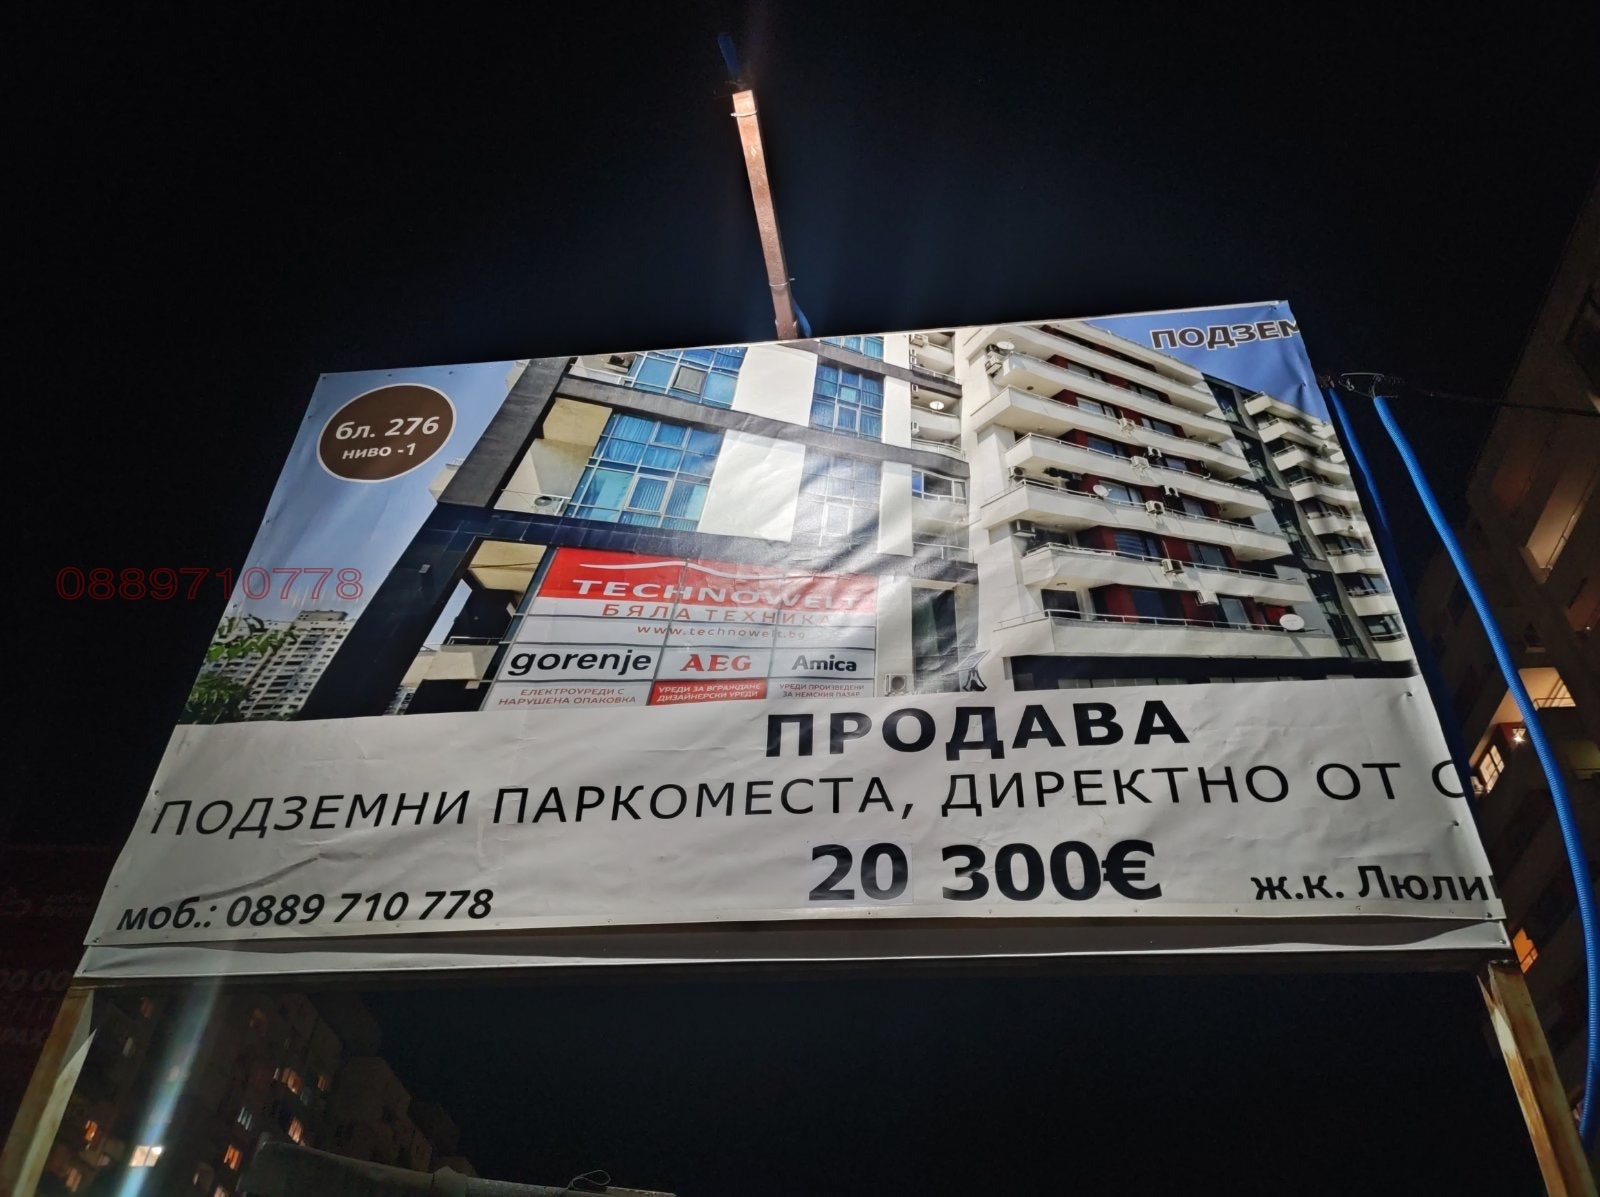 ПОДЗЕМ
бл. 276
ниво -1
0889710778
TECHNOWELT
БЯЛА ТЕХНИКА
www.technowelt.bg
gorenje AEG Amica
ЕЛЕКТРОУРЕДИ С НАРУШЕНА ОПАКОВКА
УРЕДИ ЗА ВГРАЖДАНЕ ДИЗАЙНЕРСКИ УРЕДИ
УРЕДИ ПРОИЗВЕДЕНИ ЗА НЕМСКИЯ ПАЗАР
ПРОДАВА
ПОДЗЕМНИ ПАРКОМЕСТА, ДИРЕКТНО ОТ С
20 300€
моб.: 0889 710 778 ж.к. Люли